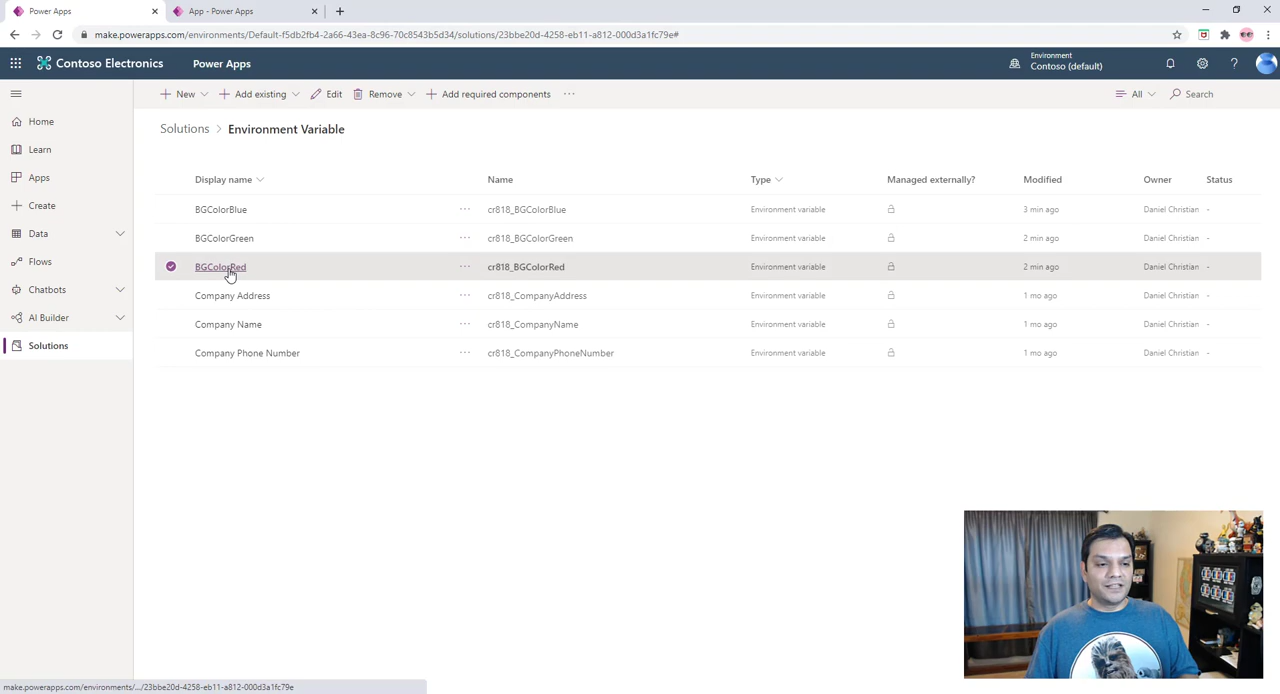 Power Apps
App - Power Apps
make.powerapps.com/environments/Default-f5db2fb4-2a66-43ea-8c96-70c8543b5d34/solutions/23bbe20d-4258-eb11-a812-000d3a1fc79e#
Contoso Electronics Power Apps
Environment
Contoso (default)
New Add existing Edit Remove Add required components All Search
Solutions > Environment Variable
Home
Learn
Apps
Create
Data
Flows
Chatbots
AI Builder
Solutions
Display name Name Type Managed externally? Modified Owner Status
BGColorBlue cr818_BGColorBlue Environment variable 3 min ago Daniel Christian -
BGColorGreen cr818_BGColorGreen Environment variable 2 min ago Daniel Christian -
BGColorRed cr818_BGColorRed Environment variable 2 min ago Daniel Christian -
Company Address cr818_CompanyAddress Environment variable 1 mo ago Daniel Christian -
Company Name cr818_CompanyName Environment variable 1 mo ago Daniel Christian -
Company Phone Number cr818_CompanyPhoneNumber Environment variable 1 mo ago Daniel Christian -
make.powerapps.com/environments/.../23bbe20d-4258-eb11-a812-000d3a1fc79e